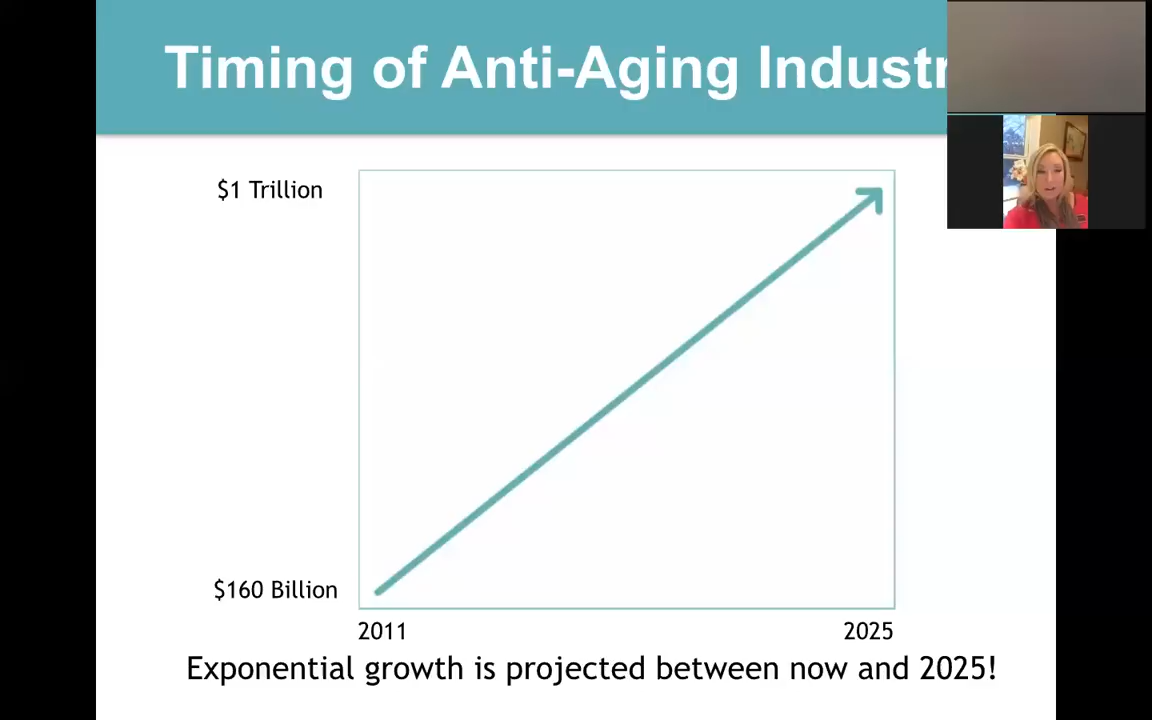 Timing of Anti-Aging Industr
$1 Trillion
$160 Billion
2011 2025
Exponential growth is projected between now and 2025!